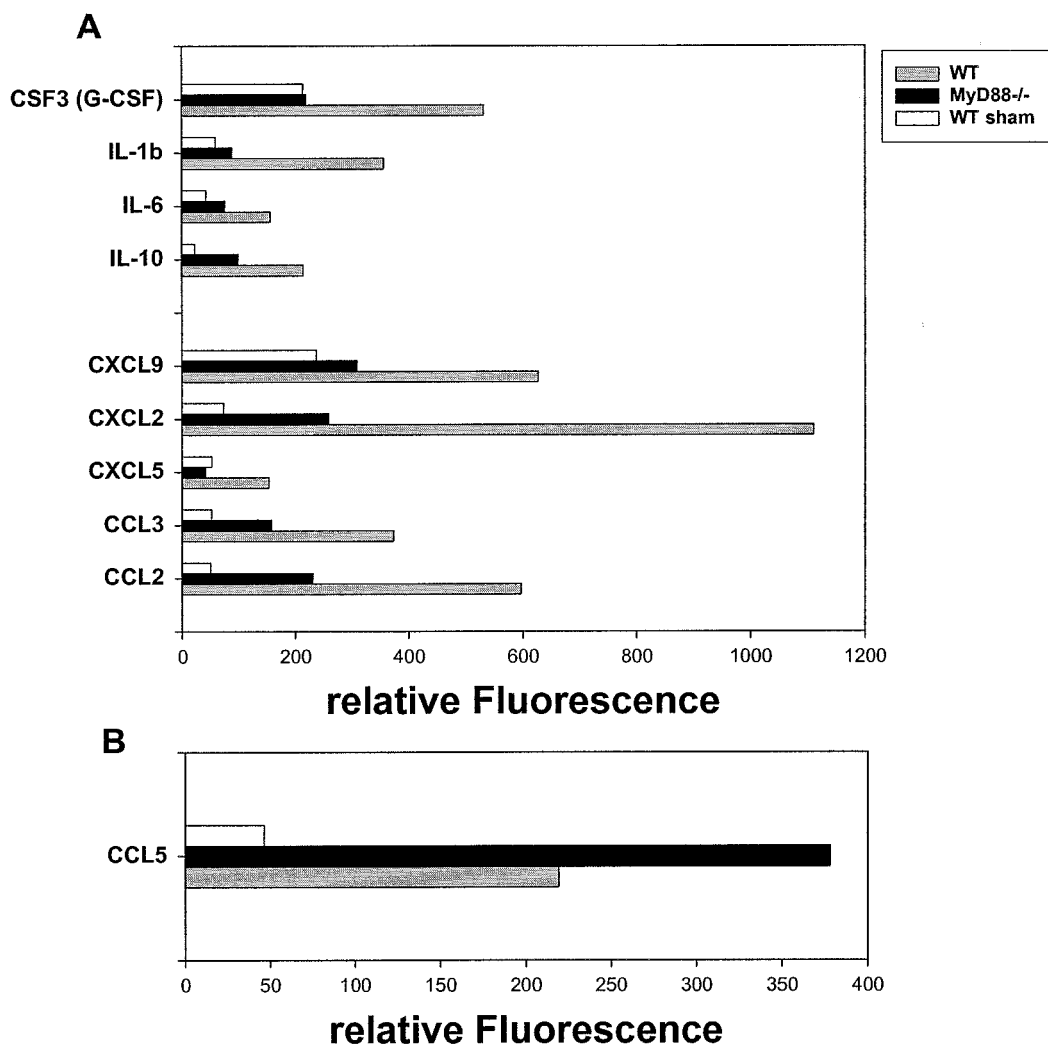 A
CSF3 (G-CSF)
IL-1b
IL-6
IL-10
CXCL9
CXCL2
CXCL5
CCL3
CCL2
0 200 400 600 800 1000 1200
relative Fluorescence
WT
MyD88-/-
WT sham
B
CCL5
0 50 100 150 200 250 300 350 400
relative Fluorescence